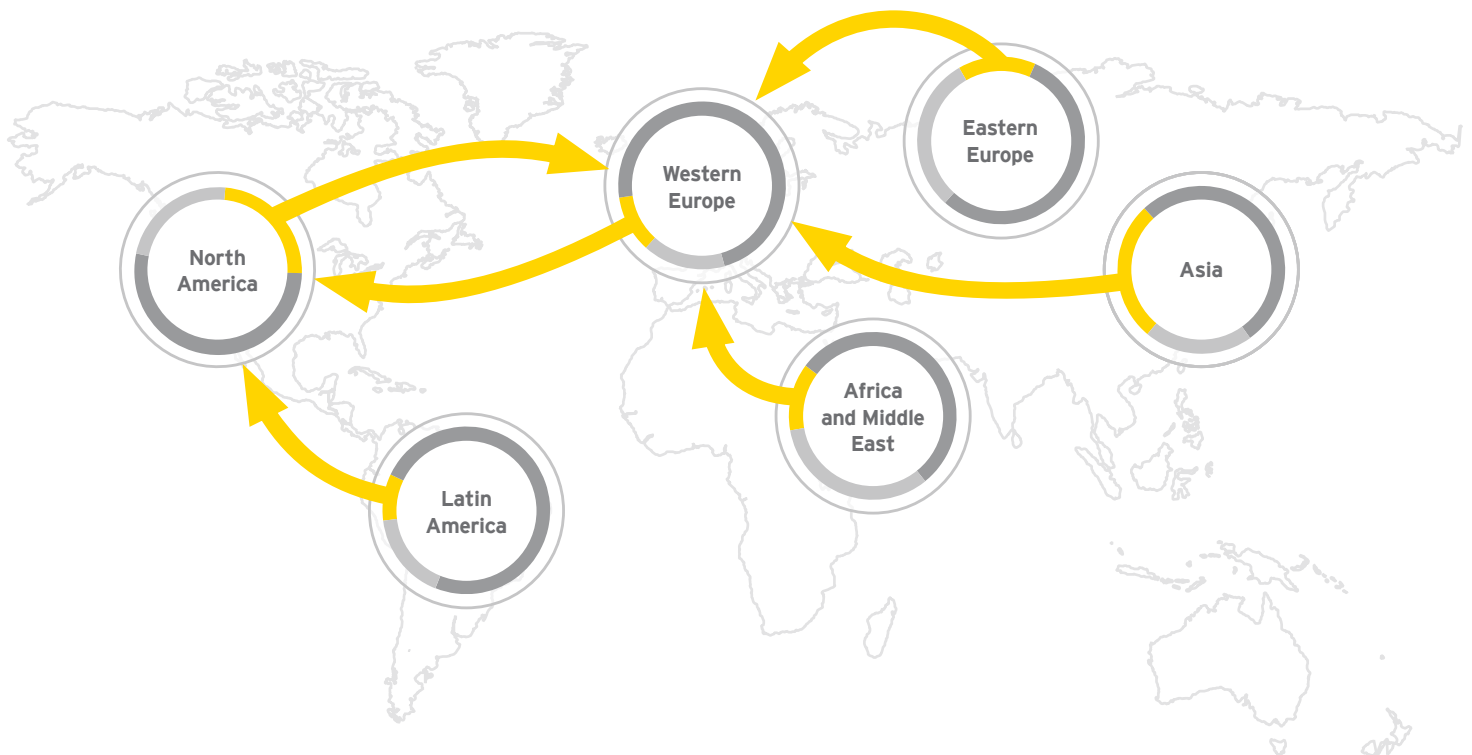 Eastern
Europe
Western
Europe
North
America
Asia
Africa
and Middle
East
Latin
America